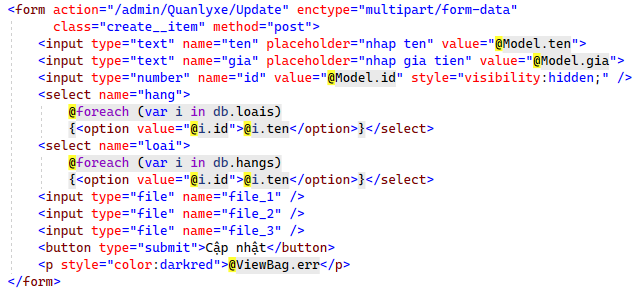 <form action="/admin/Quanlyxe/Update" enctype="multipart/form-data"
class="create__item" method="post">
<input type="text" name="ten" placeholder="nhap ten" value="@Model.ten">
<input type="text" name="gia" placeholder="nhap gia tien" value="@Model.gia">
<input type="number" name="id" value="@Model.id" style="visibility:hidden;" />
<select name="hang">
@foreach (var i in db.loais)
{<option value="@i.id">@i.ten</option>}</select>
<select name="loai">
@foreach (var i in db.hangs)
{<option value="@i.id">@i.ten</option>}</select>
<input type="file" name="file_1" />
<input type="file" name="file_2" />
<input type="file" name="file_3" />
<button type="submit">Cập nhật</button>
<p style="color:darkred">@ViewBag.err</p>
</form>